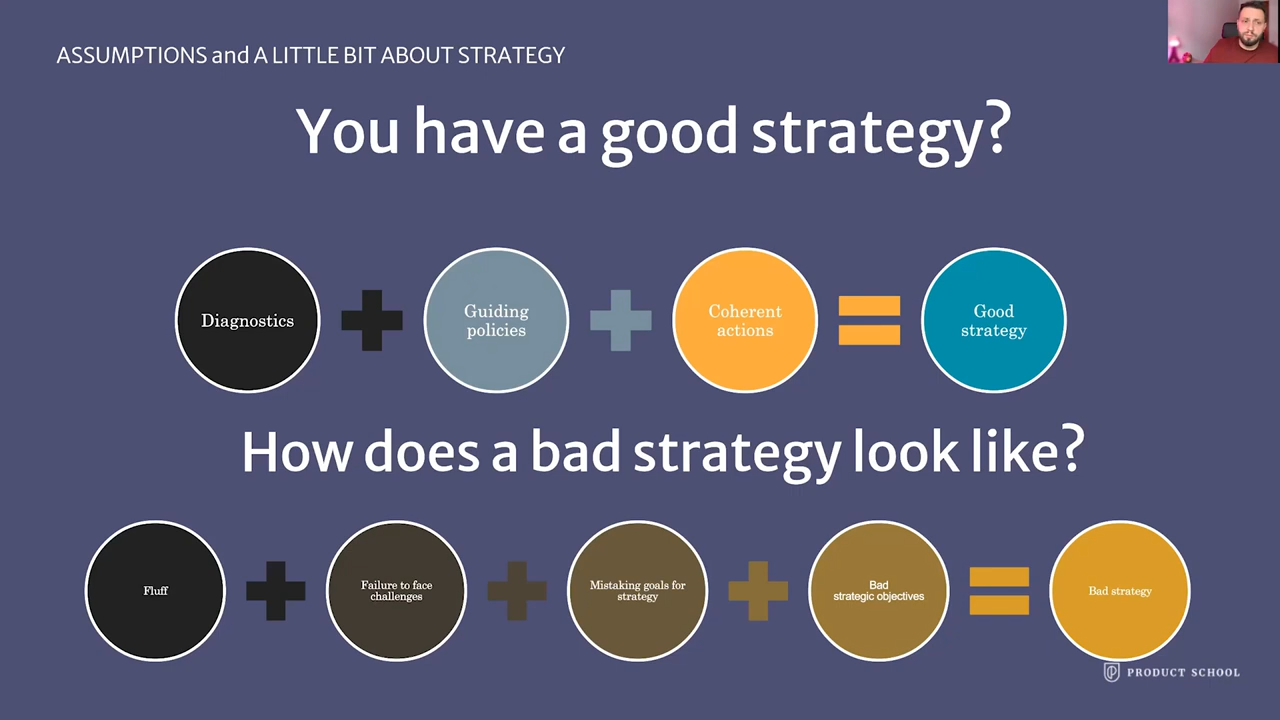 ASSUMPTIONS and A LITTLE BIT ABOUT STRATEGY
You have a good strategy?
Diagnostics
Guiding
policies
Coherent
actions
Good
strategy
How does a bad strategy look like?
Fluff
Failure to face
challenges
Mistaking goals for
strategy
Bad
strategic objectives
Bad strategy
PRODUCT SCHOOL